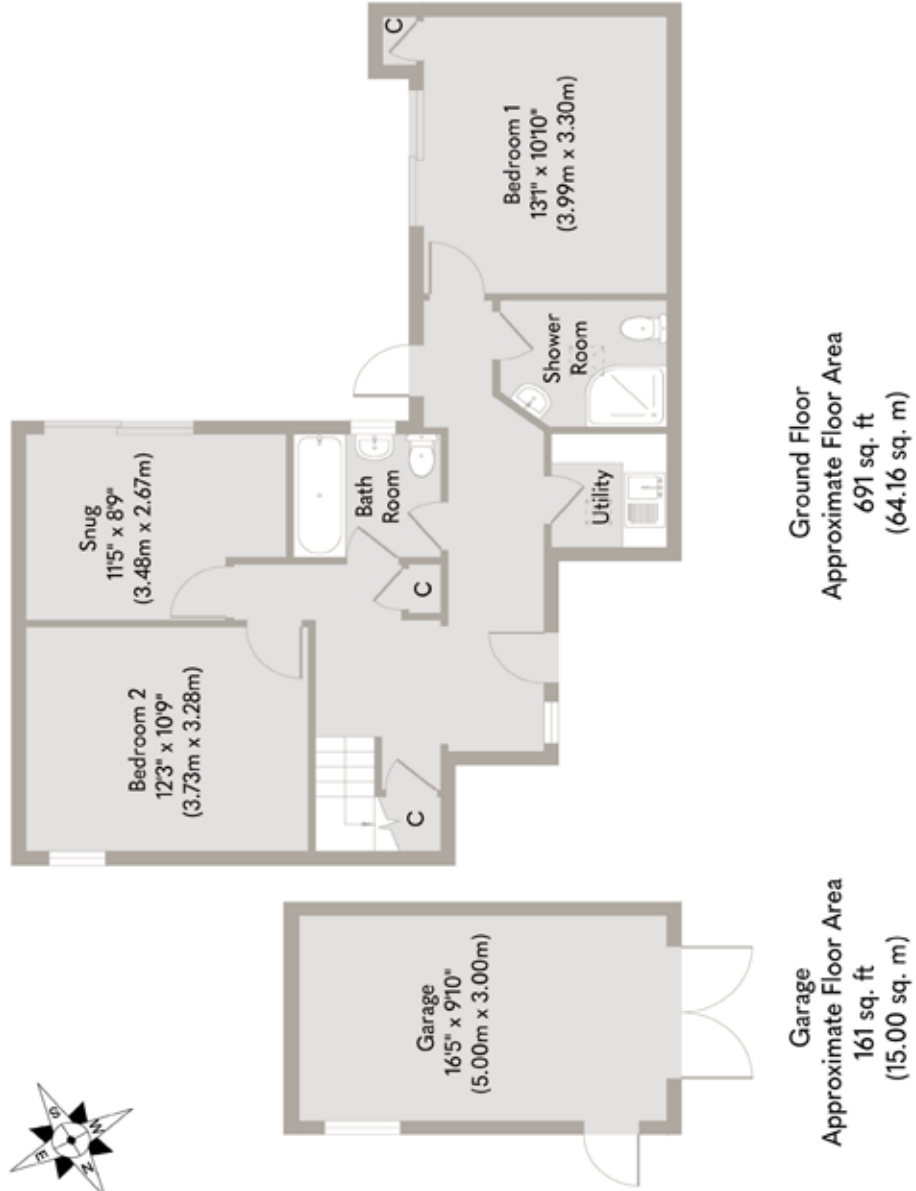 Bedroom 2
12'3" x 10'9"
(3.73m x 3.28m)
Snug
11'5" x 8'9"
(3.48m x 2.67m)
Bath
Room
C
C
C
Utility
Shower
Room
Bedroom 1
13'1" x 10'10"
(3.99m x 3.30m)
Garage
16'5" x 9'10"
(5.00m x 3.00m)
N
E
S
W
Garage
Approximate Floor Area
161 sq. ft
(15.00 sq. m)
Ground Floor
Approximate Floor Area
691 sq. ft
(64.16 sq. m)